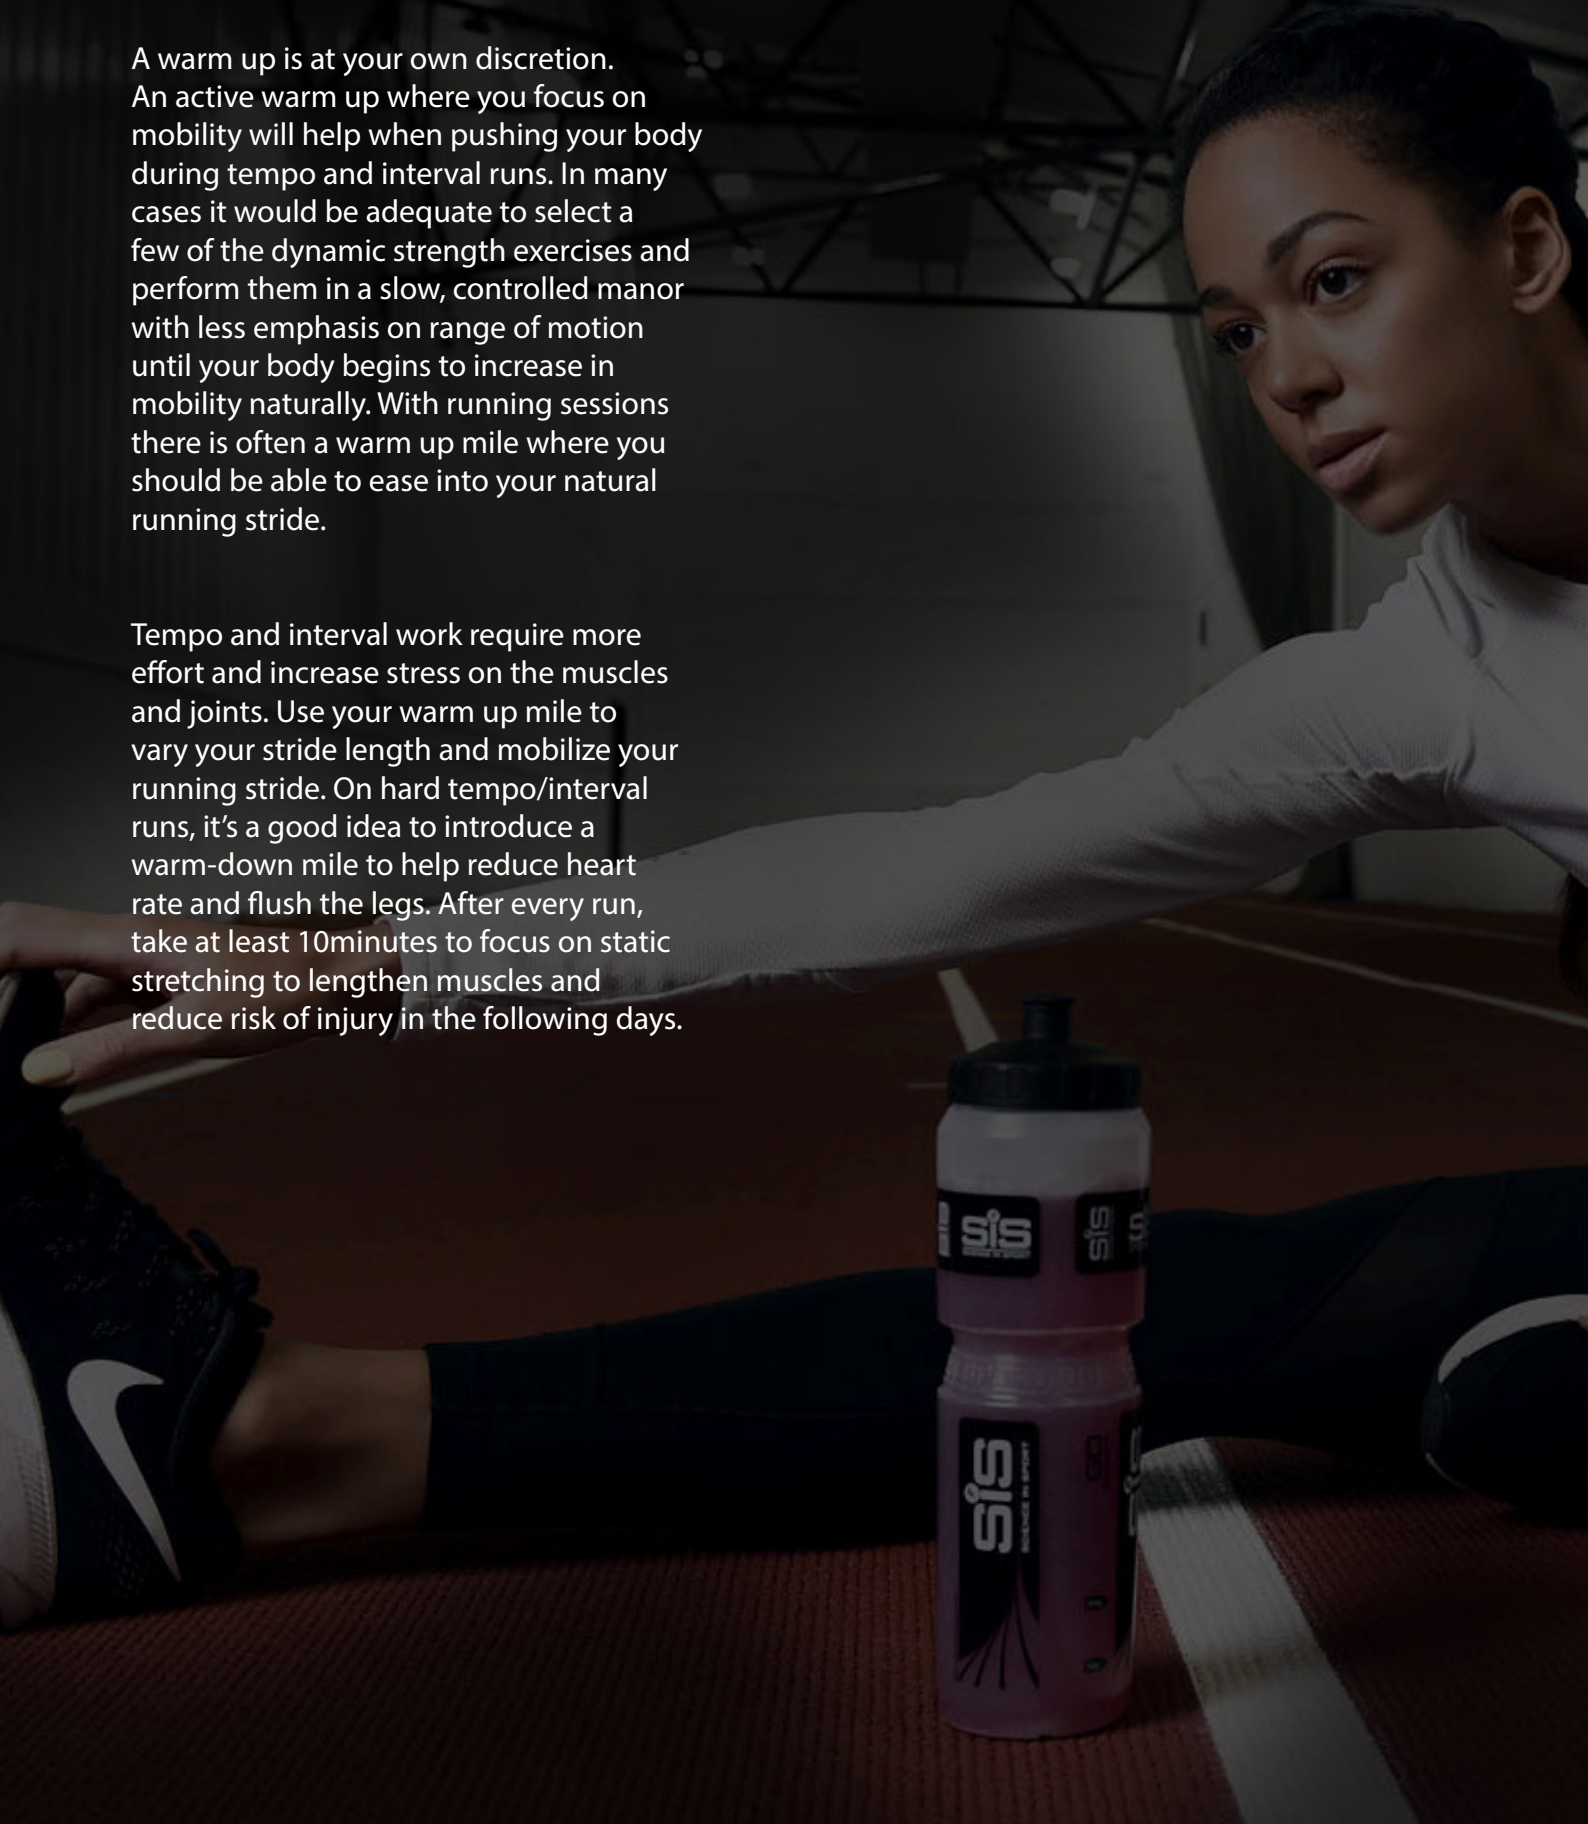 A warm up is at your own discretion.
An active warm up where you focus on
mobility will help when pushing your body
during tempo and interval runs. In many
cases it would be adequate to select a
few of the dynamic strength exercises and
perform them in a slow, controlled manor
with less emphasis on range of motion
until your body begins to increase in
mobility naturally. With running sessions
there is often a warm up mile where you
should be able to ease into your natural
running stride.
Tempo and interval work require more
effort and increase stress on the muscles
and joints. Use your warm up mile to
vary your stride length and mobilize your
running stride. On hard tempo/interval
runs, it’s a good idea to introduce a
warm-down mile to help reduce heart
rate and flush the legs. After every run,
take at least 10minutes to focus on static
stretching to lengthen muscles and
reduce risk of injury in the following days.
SiS
SiS
SiS
SCIENCE IN SPORT
GO